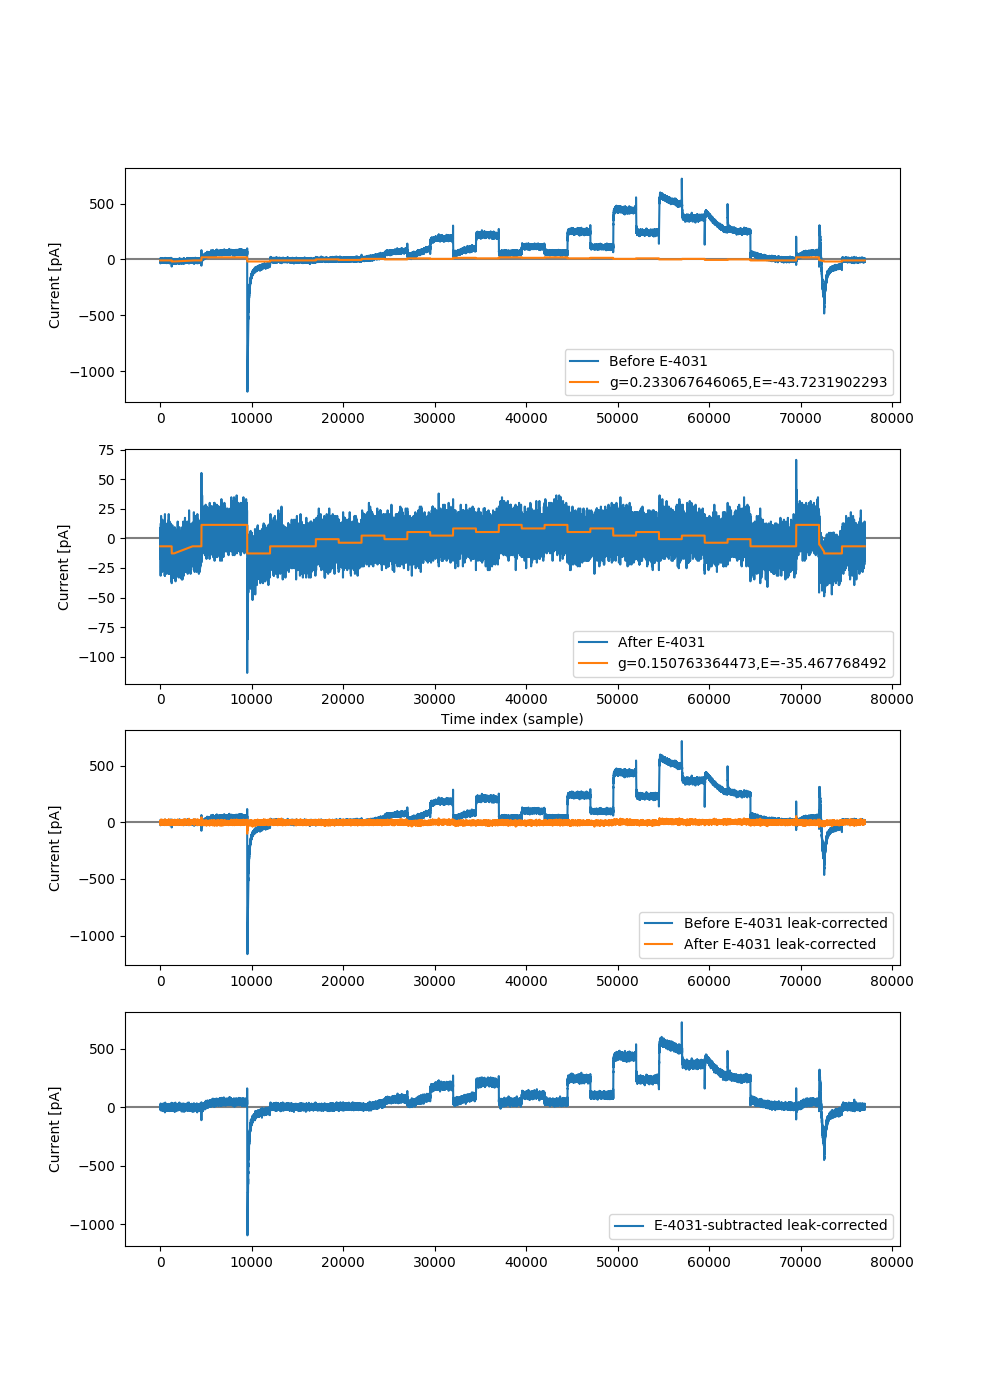 500
0
−500
−1000
Current [pA]
Before E-4031
g=0.233067646065,E=-43.7231902293
0 10000 20000 30000 40000 50000 60000 70000 80000
75
50
25
0
−25
−50
−75
−100
Current [pA]
After E-4031
g=0.150763364473,E=-35.467768492
0 10000 20000 30000 40000 50000 60000 70000 80000
Time index (sample)
500
0
−500
−1000
Current [pA]
Before E-4031 leak-corrected
After E-4031 leak-corrected
0 10000 20000 30000 40000 50000 60000 70000 80000
500
0
−500
−1000
Current [pA]
E-4031-subtracted leak-corrected
0 10000 20000 30000 40000 50000 60000 70000 80000